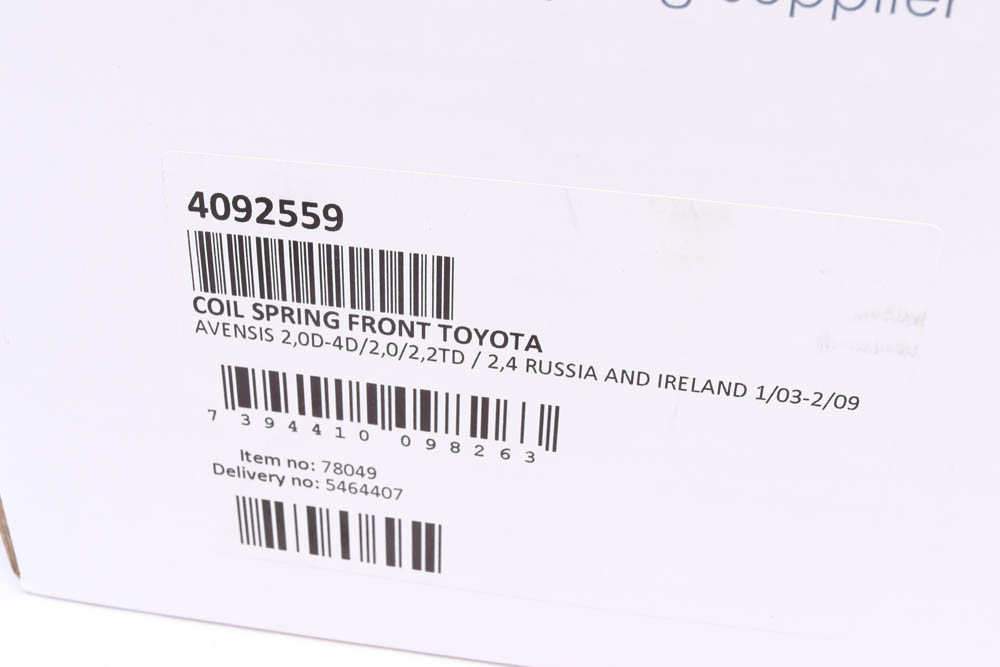 supplier
4092559
COIL SPRING FRONT TOYOTA
AVENSIS 2,0D-4D/2,0/2,2TD / 2,4 RUSSIA AND IRELAND 1/03-2/09
7 394410 098263
Item no: 78049
Delivery no: 5464407